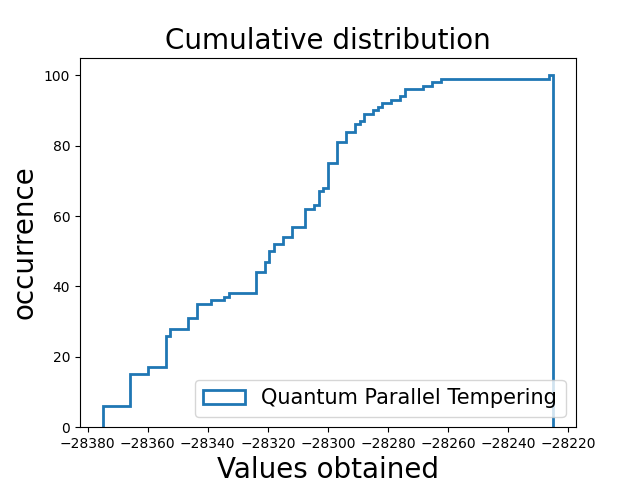 Cumulative distribution
occurrence
100
80
60
40
20
0
Quantum Parallel Tempering
−28380 −28360 −28340 −28320 −28300 −28280 −28260 −28240 −28220
Values obtained